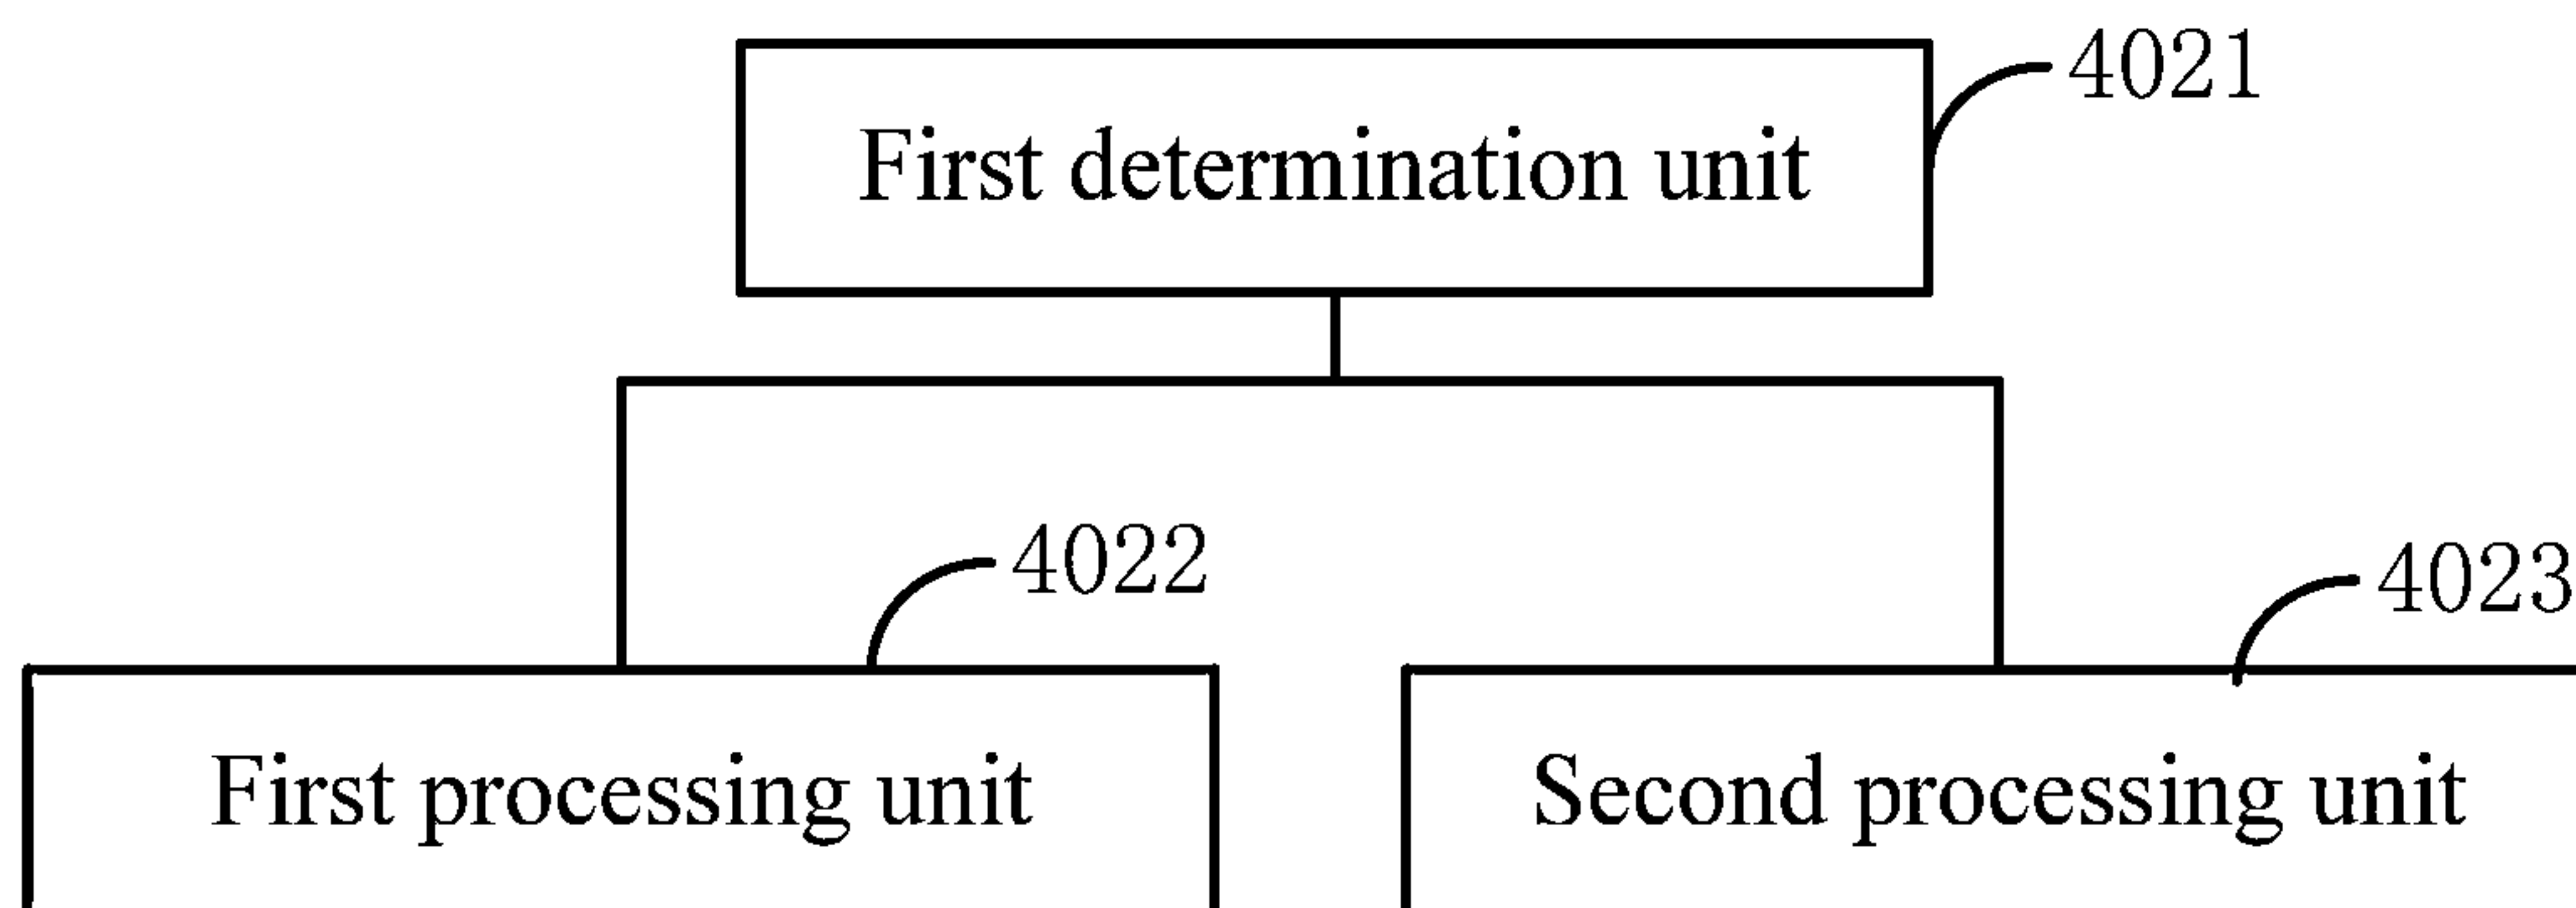 4021
First determination unit
4022
4023
First processing unit
Second processing unit